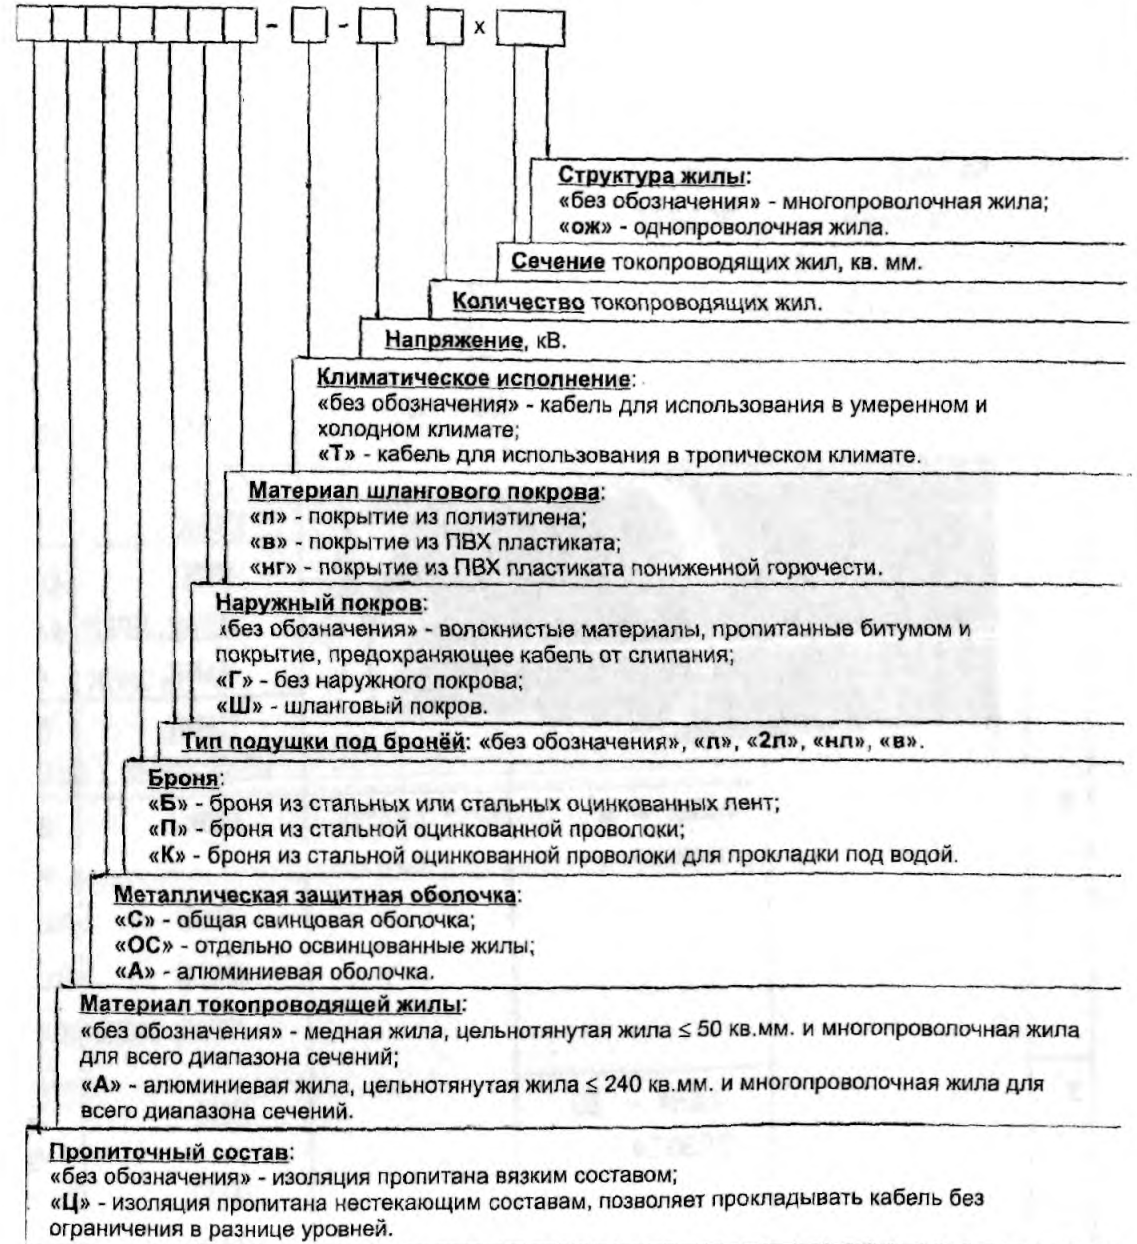 - - х
Структура жилы:
«без обозначения» - многопроволочная жила;
«ож» - однопроволочная жила.
Сечение токопроводящих жил, кв. мм.
Количество токопроводящих жил.
Напряжение, кВ.
Климатическое исполнение:
«без обозначения» - кабель для использования в умеренном и
холодном климате;
«Т» - кабель для использования в тропическом климате.
Материал шлангового покрова:
«п» - покрытие из полиэтилена;
«в» - покрытие из ПВХ пластиката;
«нг» - покрытие из ПВХ пластиката пониженной горючести.
Наружный покров:
«без обозначения» - волокнистые материалы, пропитанные битумом и
покрытие, предохраняющее кабель от слипания;
«Г» - без наружного покрова;
«Ш» - шланговый покров.
Тип подушки под бронёй: «без обозначения», «л», «2л», «нл», «в».
Броня:
«Б» - броня из стальных или стальных оцинкованных лент;
«П» - броня из стальной оцинкованной проволоки;
«К» - броня из стальной оцинкованной проволоки для прокладки под водой.
Металлическая защитная оболочка:
«С» - общая свинцовая оболочка;
«ОС» - отдельно освинцованные жилы;
«А» - алюминиевая оболочка.
Материал токопроводящей жилы:
«без обозначения» - медная жила, цельнотянутая жила ≤ 50 кв.мм. и многопроволочная жила
для всего диапазона сечений;
«А» - алюминиевая жила, цельнотянутая жила ≤ 240 кв.мм. и многопроволочная жила для
всего диапазона сечений.
Пропиточный состав:
«без обозначения» - изоляция пропитана вязким составом;
«Ц» - изоляция пропитана нестекающим составам, позволяет прокладывать кабель без
ограничения в разнице уровней.